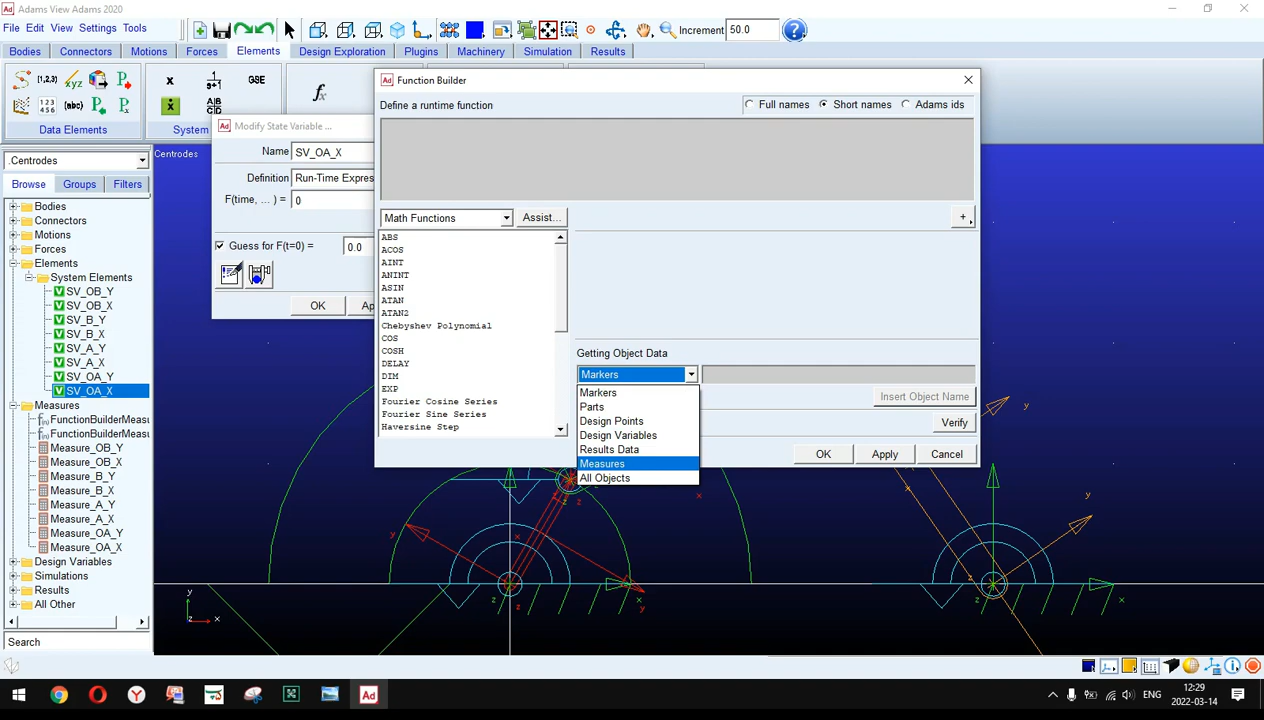 Adams View Adams 2020
File Edit View Settings Tools
Increment 50.0
Bodies Connectors Motions Forces Elements Design Exploration Plugins Machinery Simulation Results
Data Elements
System
Centrodes
Browse Groups Filters
Bodies
Connectors
Motions
Forces
Elements
System Elements
SV_OB_Y
SV_OB_X
SV_B_Y
SV_B_X
SV_A_Y
SV_A_X
SV_OA_Y
SV_OA_X
Measures
FunctionBuilderMeasu
FunctionBuilderMeasu
Measure_OB_Y
Measure_OB_X
Measure_B_Y
Measure_B_X
Measure_A_Y
Measure_A_X
Measure_OA_Y
Measure_OA_X
Design Variables
Simulations
Results
All Other
Search
Centrodes
Modify State Variable ...
Name SV_OA_X
Definition Run-Time Expres
F(time, ... ) = 0
Guess for F(t=0) = 0.0
OK Ap
Function Builder
Define a runtime function
Full names Short names Adams ids
Math Functions
Assist...
+
ABS
ACOS
AINT
ANINT
ASIN
ATAN
ATAN2
Chebyshev Polynomial
COS
COSH
DELAY
DIM
EXP
Fourier Cosine Series
Fourier Sine Series
Haversine Step
Getting Object Data
Markers
Markers
Parts
Design Points
Design Variables
Results Data
Measures
All Objects
Insert Object Name
Verify
OK Apply Cancel
ENG
12:29
2022-03-14